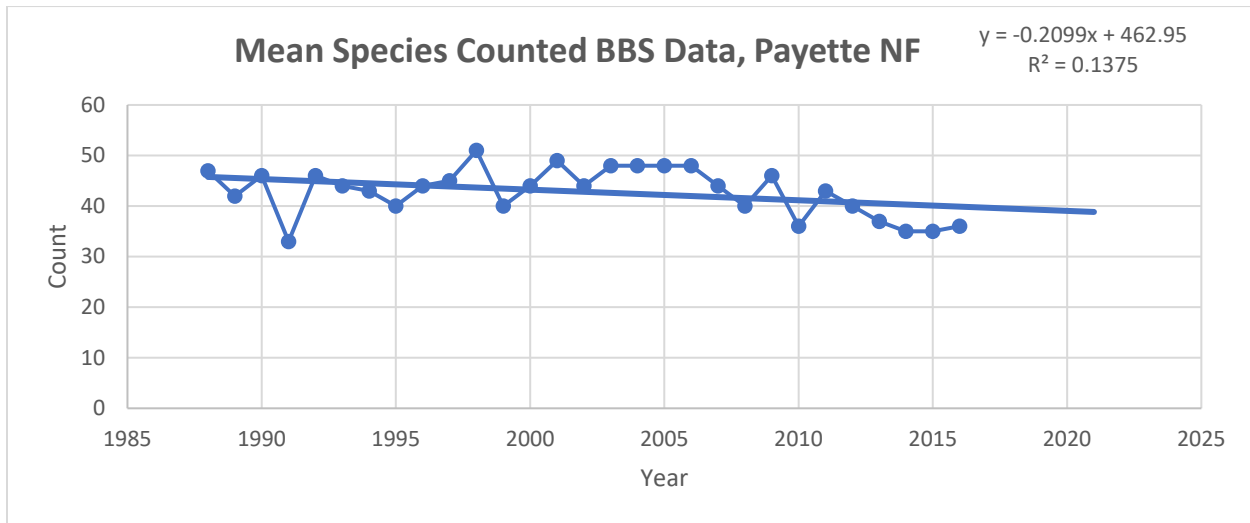 Mean Species Counted BBS Data, Payette NF
y = -0.2099x + 462.95
R² = 0.1375
60
50
40
30
20
10
0
Count
1985 1990 1995 2000 2005 2010 2015 2020 2025
Year